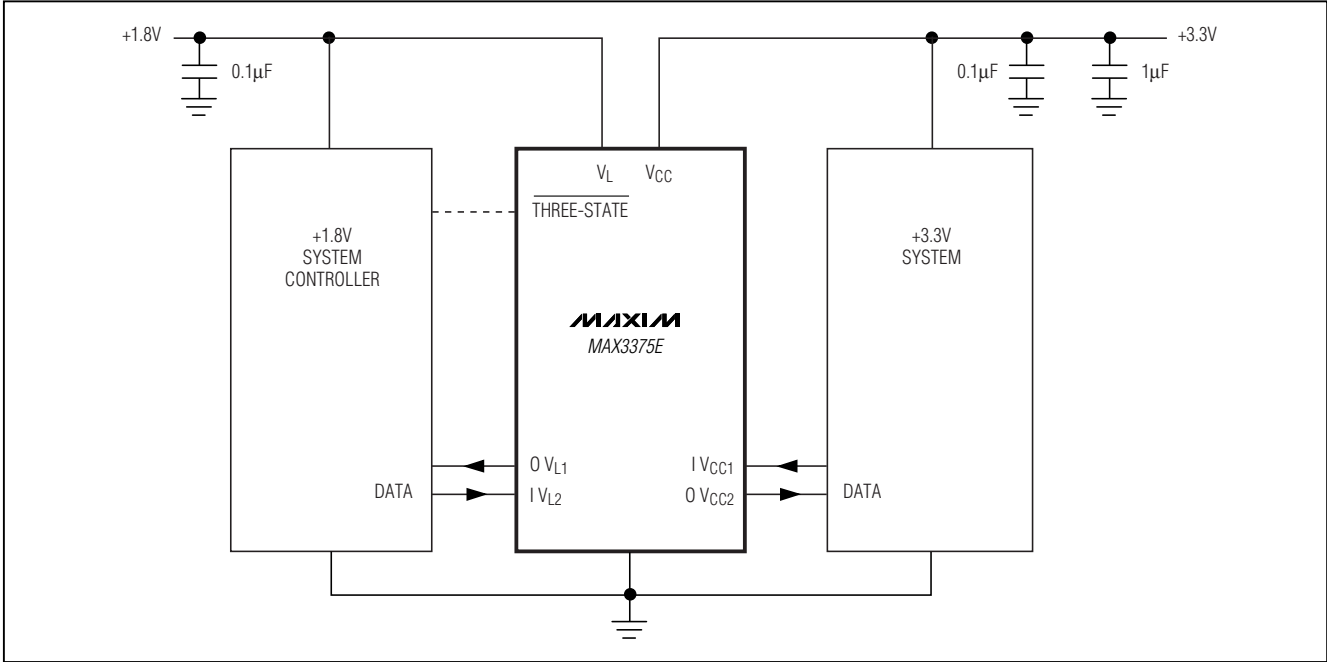 +1.8V
+3.3V
0.1µF
0.1µF
1µF
VL
VCC
THREE-STATE
+1.8V
SYSTEM
CONTROLLER
+3.3V
SYSTEM
MAXIM
MAX3375E
O VL1
I VCC1
DATA
I VL2
O VCC2
DATA